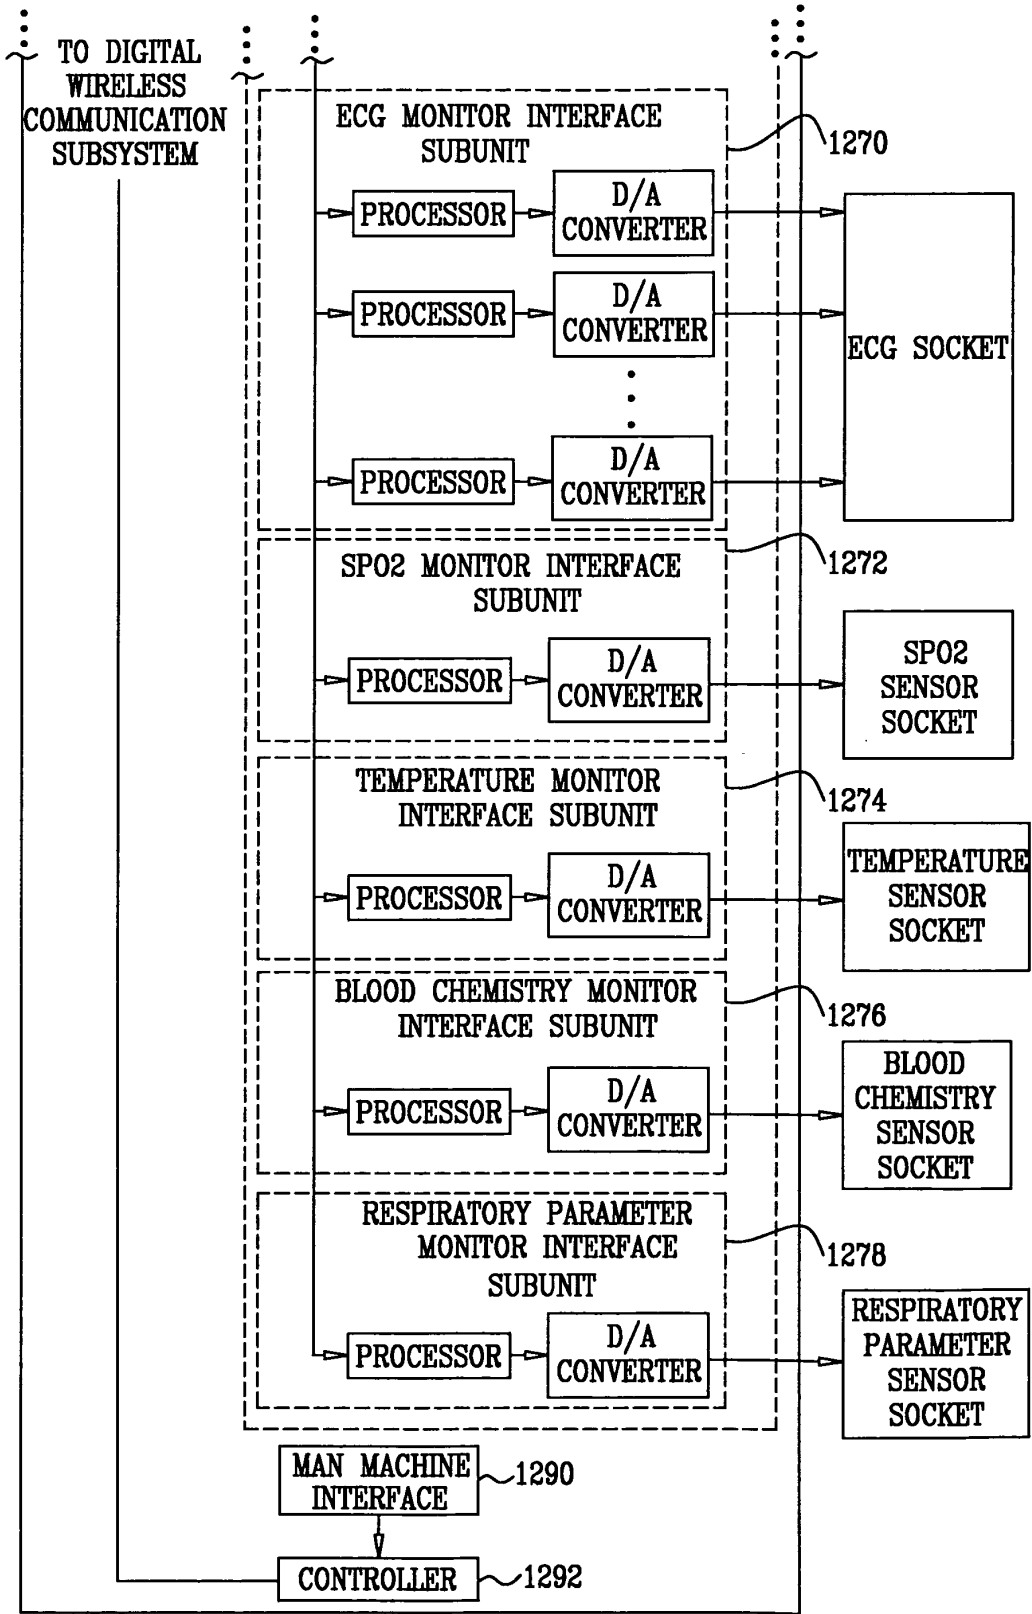 TO DIGITAL
WIRELESS
COMMUNICATION
SUBSYSTEM
ECG MONITOR INTERFACE
SUBUNIT
1270
PROCESSOR
D/A
CONVERTER
PROCESSOR
D/A
CONVERTER
PROCESSOR
D/A
CONVERTER
ECG SOCKET
SPO2 MONITOR INTERFACE
SUBUNIT
1272
PROCESSOR
D/A
CONVERTER
SPO2
SENSOR
SOCKET
TEMPERATURE MONITOR
INTERFACE SUBUNIT
1274
PROCESSOR
D/A
CONVERTER
TEMPERATURE
SENSOR
SOCKET
BLOOD CHEMISTRY MONITOR
INTERFACE SUBUNIT
1276
PROCESSOR
D/A
CONVERTER
BLOOD
CHEMISTRY
SENSOR
SOCKET
RESPIRATORY PARAMETER
MONITOR INTERFACE
SUBUNIT
1278
PROCESSOR
D/A
CONVERTER
RESPIRATORY
PARAMETER
SENSOR
SOCKET
MAN MACHINE
INTERFACE
1290
CONTROLLER
1292